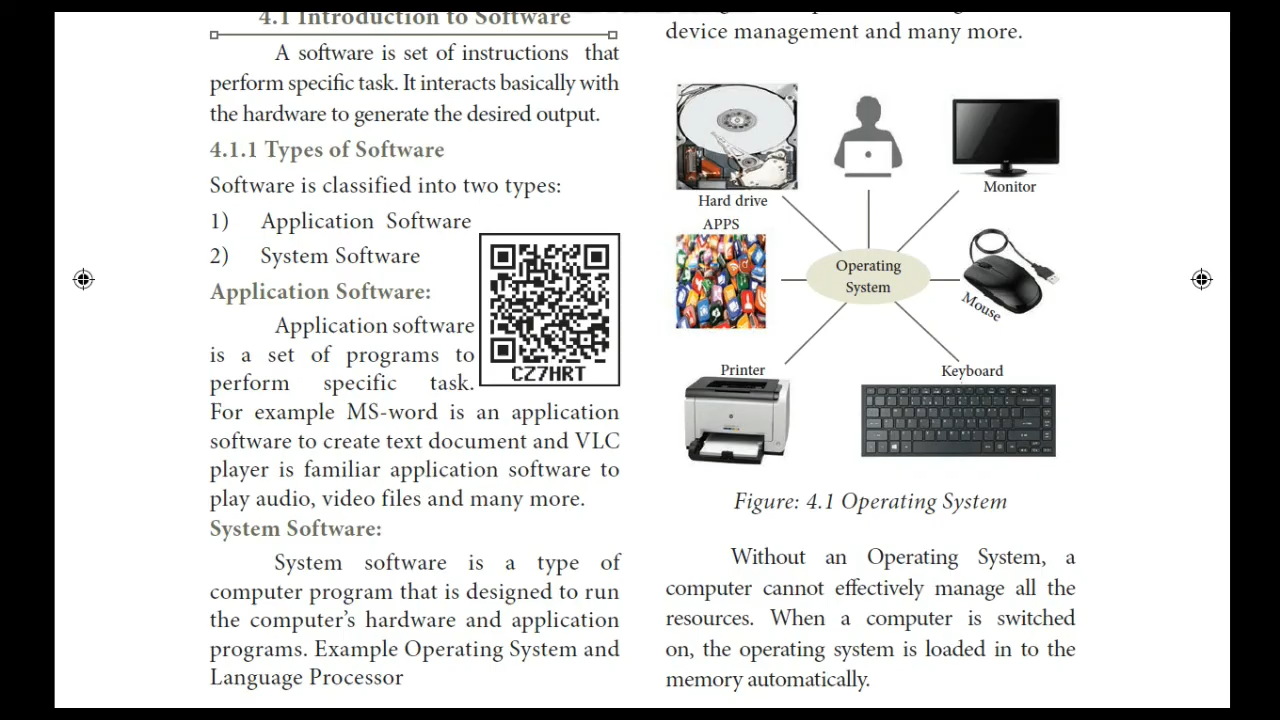 4.1 Introduction to Software
A software is set of instructions that
perform specific task. It interacts basically with
the hardware to generate the desired output.
4.1.1 Types of Software
Software is classified into two types:
1) Application Software
2) System Software
Application Software:
Application software
is a set of programs to
perform specific task.
CZ7HRT
For example MS-word is an application
software to create text document and VLC
player is familiar application software to
play audio, video files and many more.
System Software:
System software is a type of
computer program that is designed to run
the computer's hardware and application
programs. Example Operating System and
Language Processor
device management and many more.
Hard drive
Monitor
APPS
Operating
System
Mouse
Printer
Keyboard
Figure: 4.1 Operating System
Without an Operating System, a
computer cannot effectively manage all the
resources. When a computer is switched
on, the operating system is loaded in to the
memory automatically.